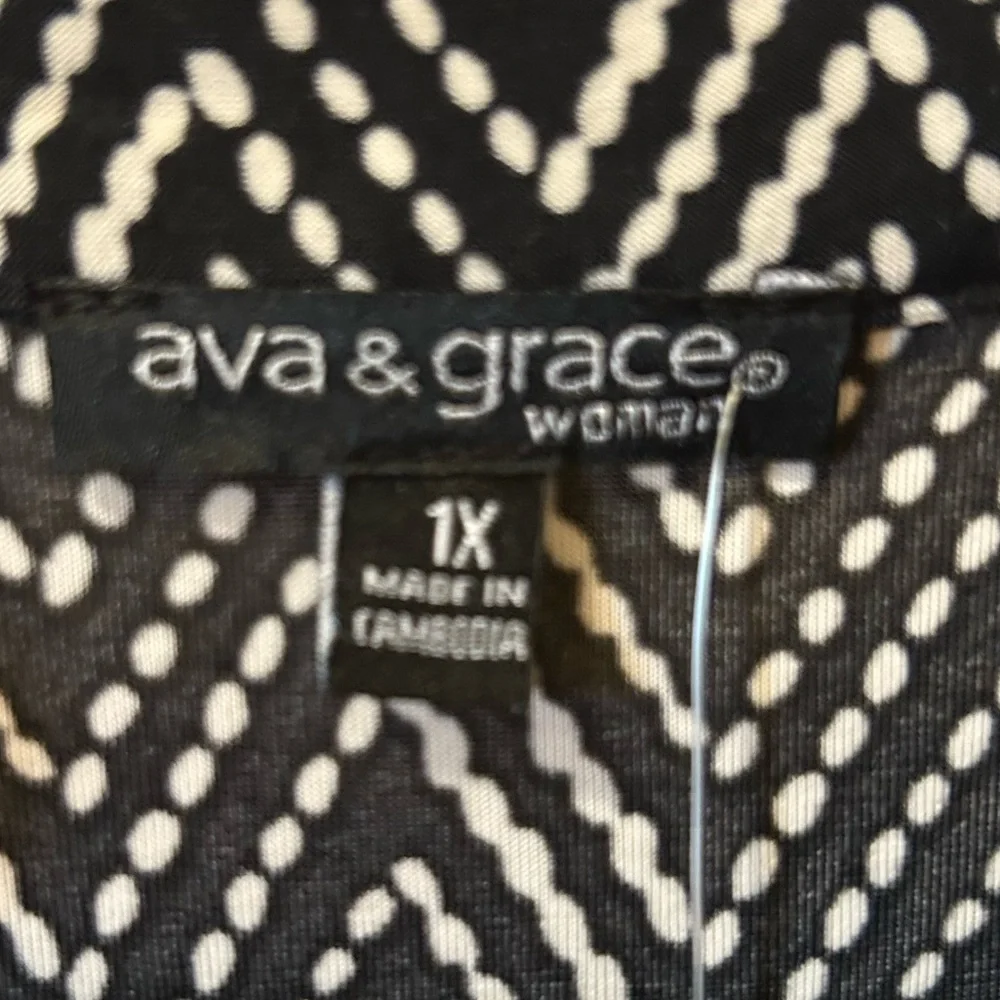 ava & grace®
woman
1X
MADE IN
CAMBODIA